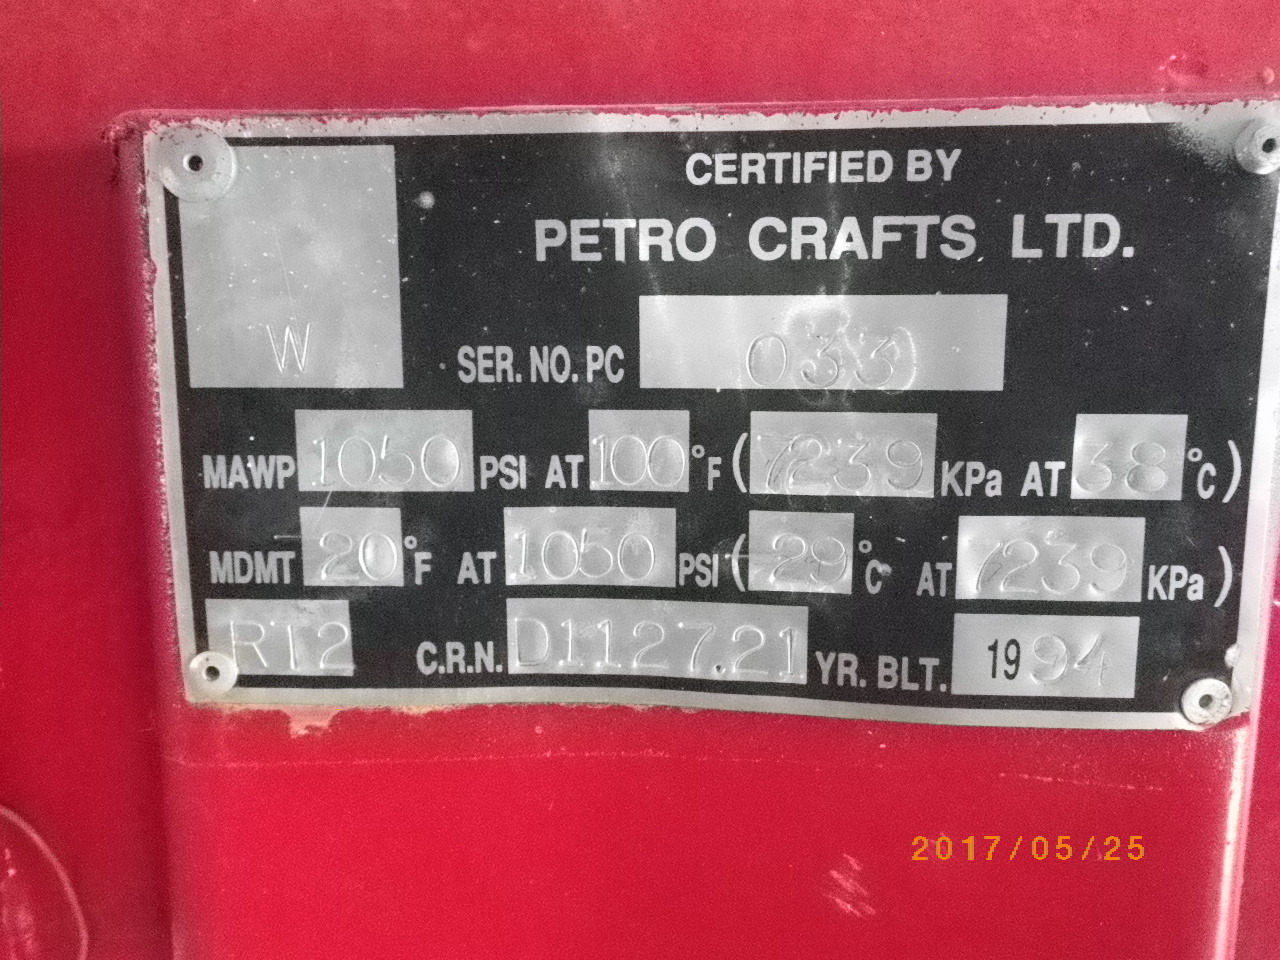 CERTIFIED BY
PETRO CRAFTS LTD.
W
SER. NO. PC 033
MAWP 1050 PSI AT 100 °F ( 7239 KPa AT 38 °C )
MDMT -20 °F AT 1050 PSI ( -29 °C AT 7239 KPa )
RT2 C.R.N. D1127.21 YR. BLT. 1994
2017/05/25